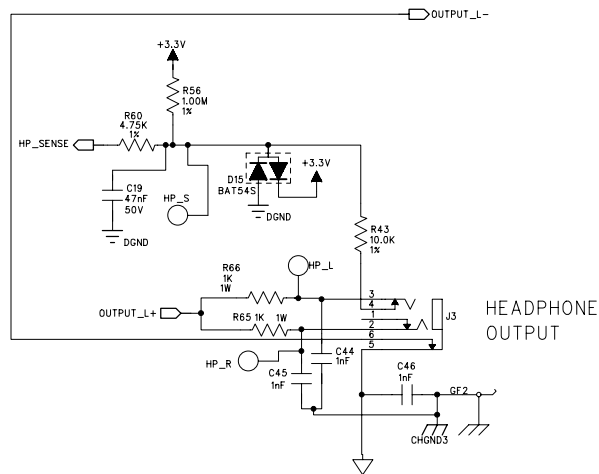 OUTPUT_L-
+3.3V
R56
1.00M
1%
R60
4.75K
1%
HP_SENSE
C19
47nF
50V
DGND
HP_S
D15
BAT54S
+3.3V
DGND
R43
10.0K
1%
R66
1K
1W
HP_L
OUTPUT_L+
R65 1K 1W
HP_R
C45
1nF
C44
1nF
3
4
1
2
6
5
J3
HEADPHONE
OUTPUT
C46
1nF
GF2
CHGND3